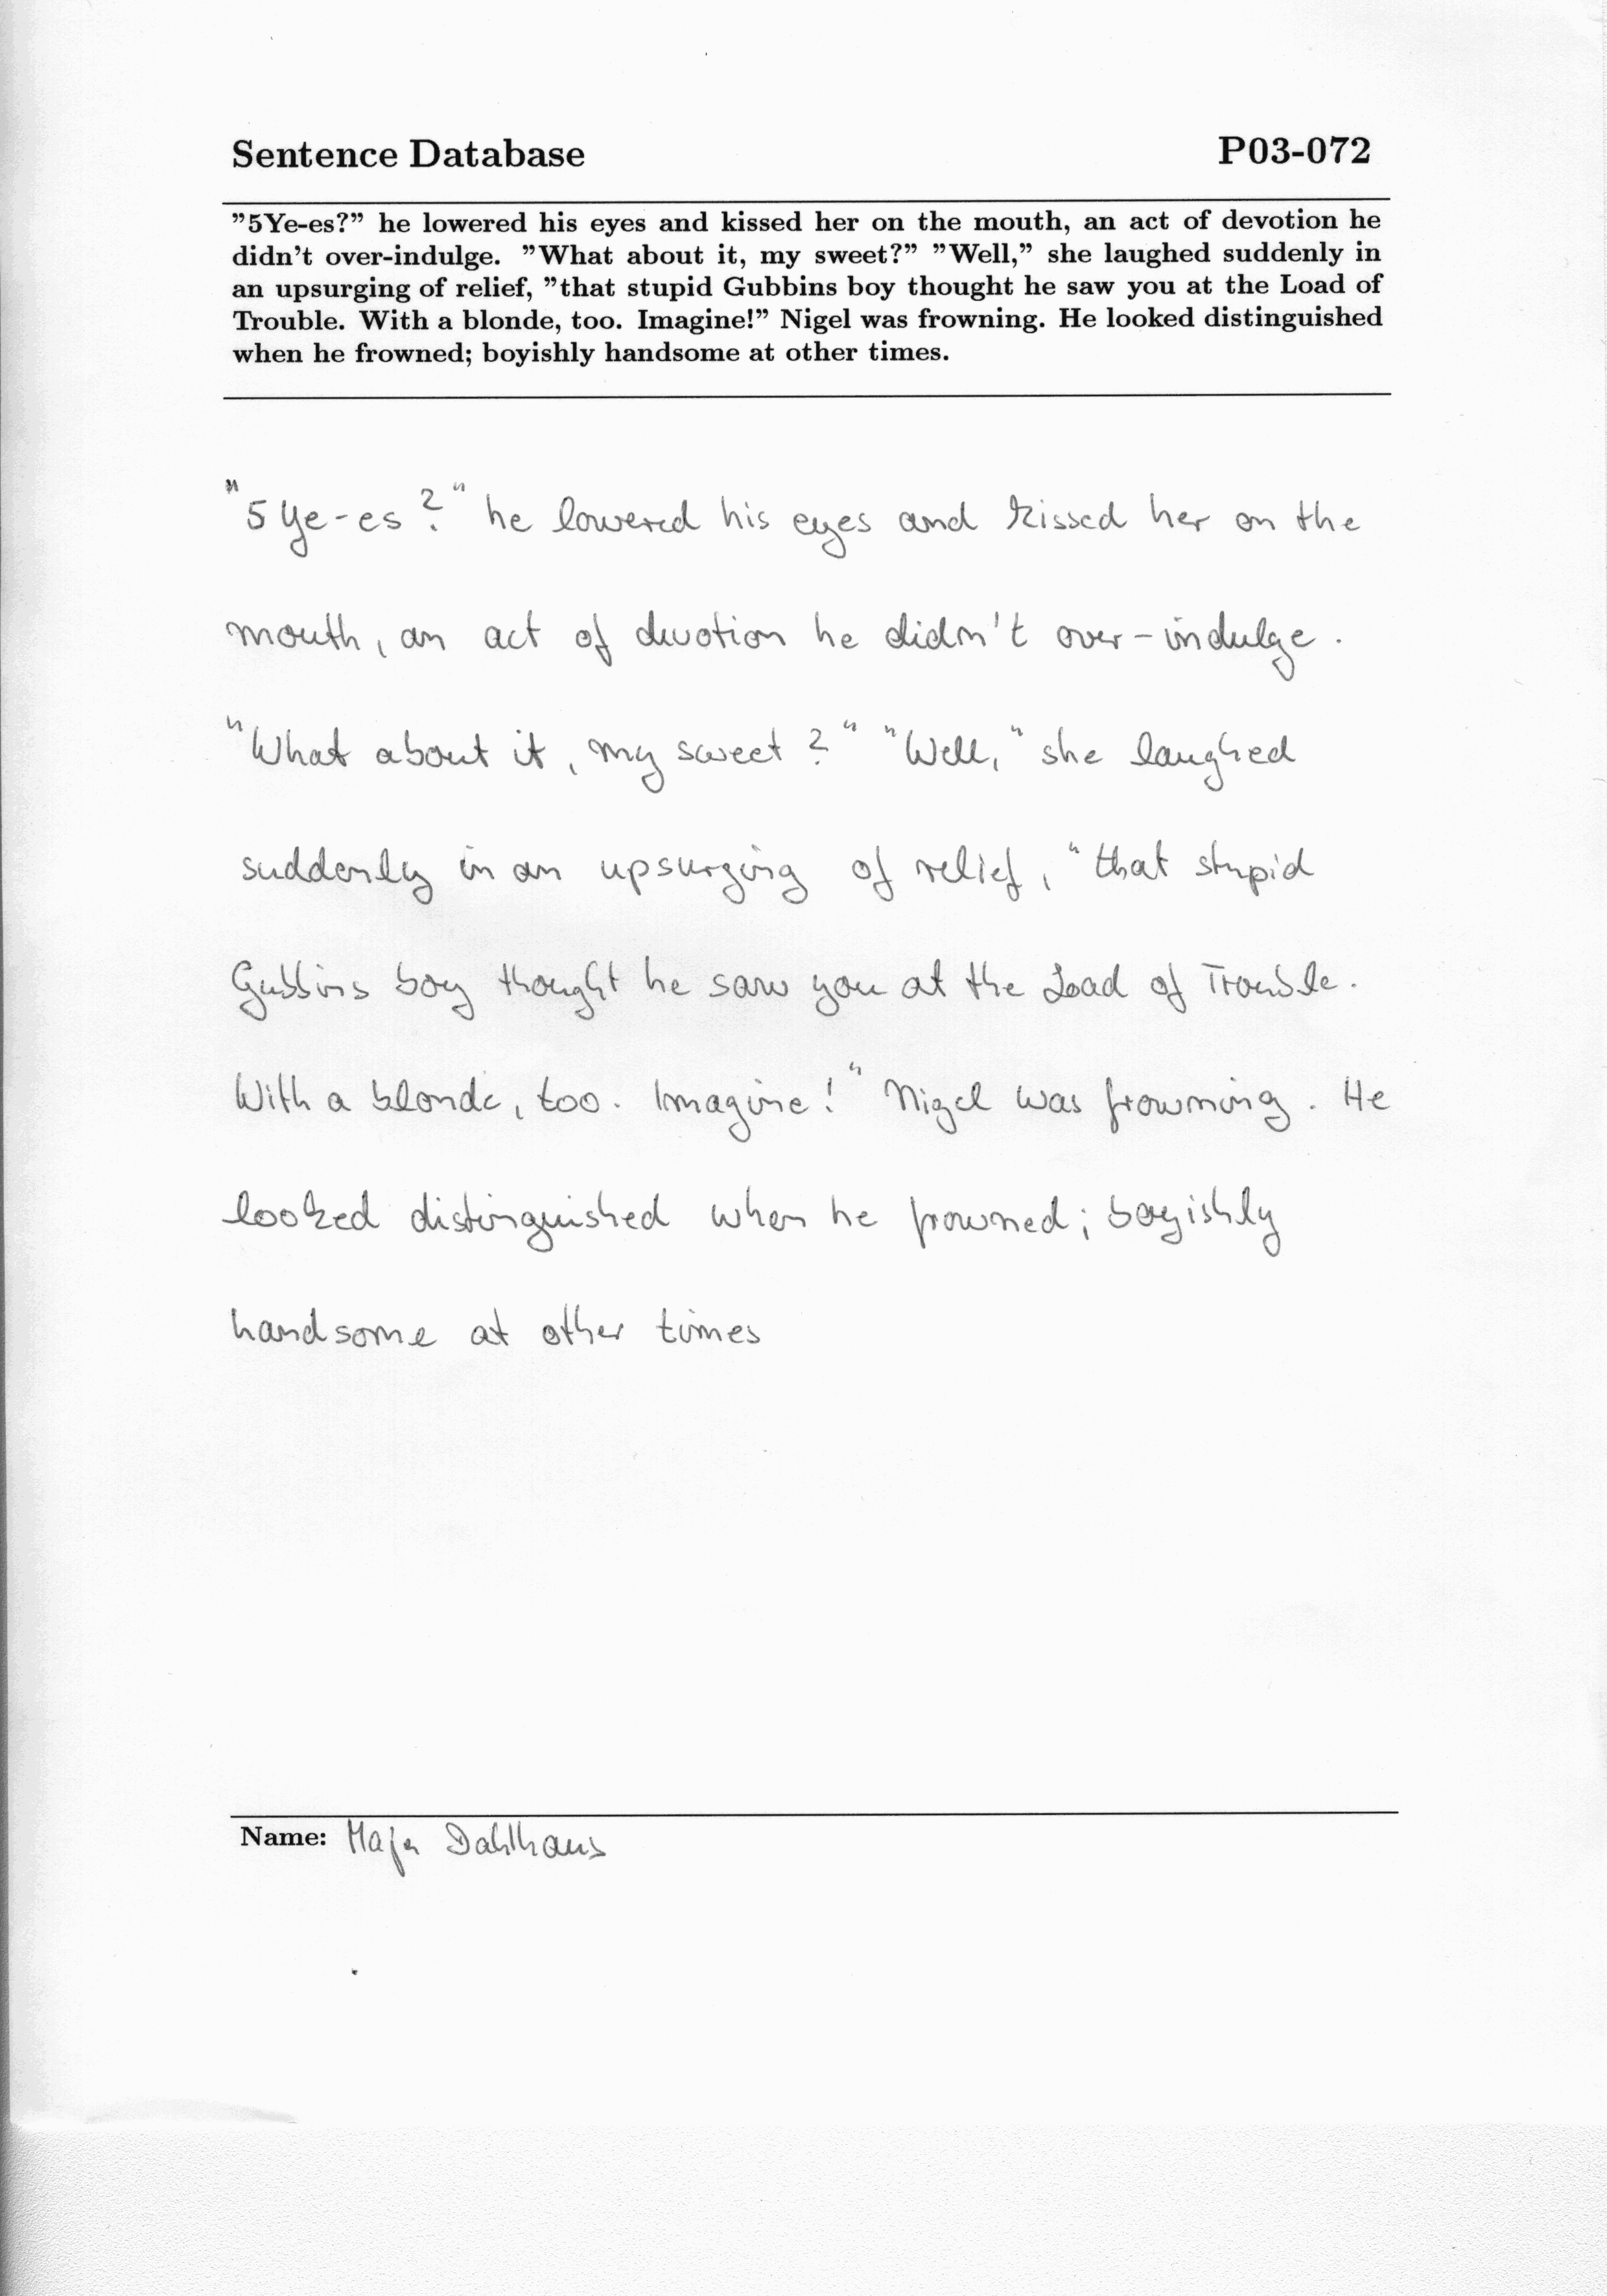 Sentence Database P03-072
"5Ye-es?" he lowered his eyes and kissed her on the mouth, an act of devotion he
didn't over-indulge. "What about it, my sweet?" "Well," she laughed suddenly in
an upsurging of relief, "that stupid Gubbins boy thought he saw you at the Load of
Trouble. With a blonde, too. Imagine!" Nigel was frowning. He looked distinguished
when he frowned; boyishly handsome at other times.
"5Ye-es?" he lowered his eyes and kissed her on the
mouth, an act of devotion he didn't over-indulge.
"What about it, my sweet?" "Well," she laughed
suddenly in an upsurging of relief, "that stupid
Gubbins boy thought he saw you at the Load of Trouble.
With a blonde, too. Imagine!" Nigel was frowning. He
looked distinguished when he frowned; boyishly
handsome at other times
Name: Maja Dahlhaus